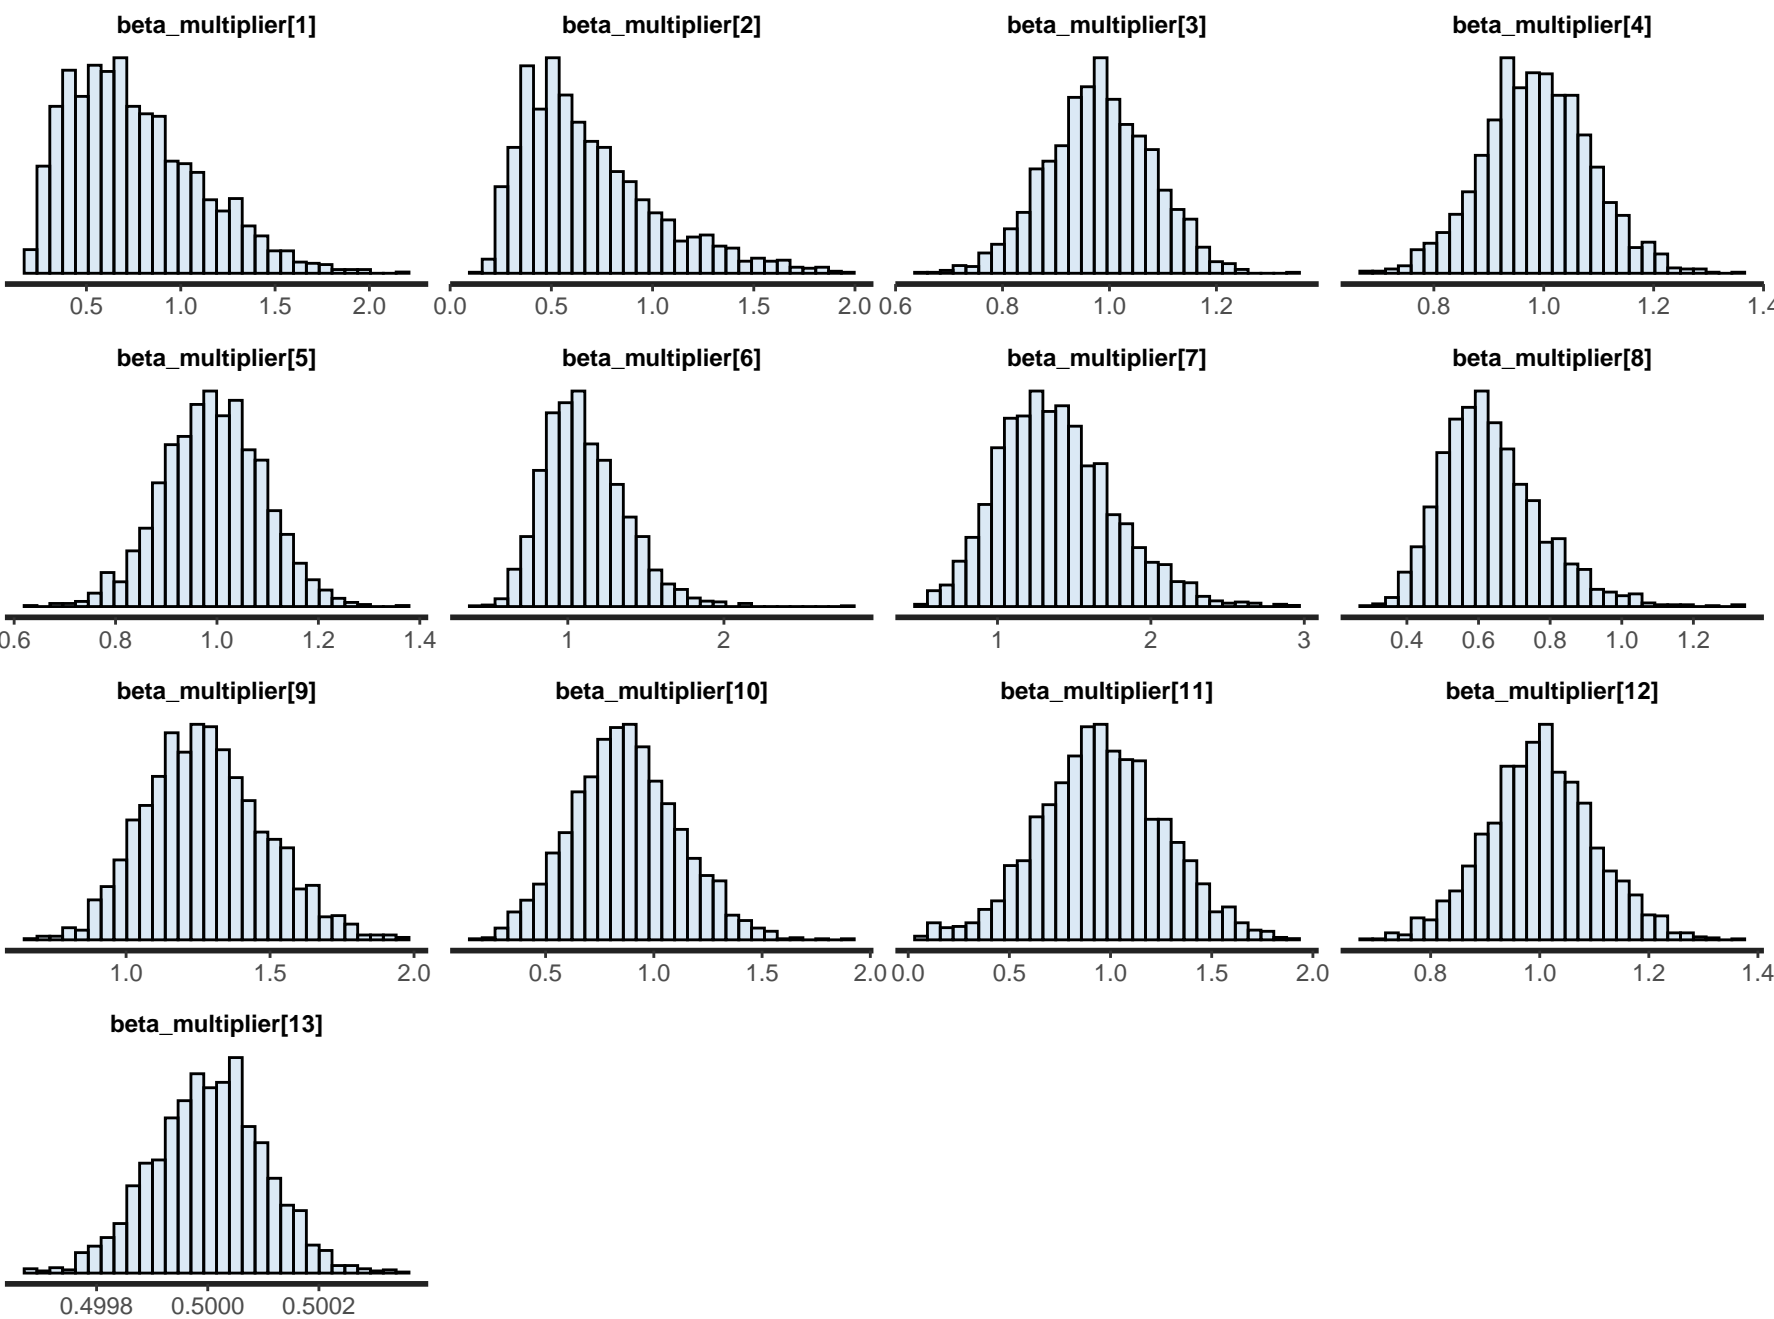 beta_multiplier[1] beta_multiplier[2] beta_multiplier[3] beta_multiplier[4]
0.5 1.0 1.5 2.0 0.0 0.5 1.0 1.5 2.0 0.6 0.8 1.0 1.2 0.8 1.0 1.2 1.4
beta_multiplier[5] beta_multiplier[6] beta_multiplier[7] beta_multiplier[8]
0.6 0.8 1.0 1.2 1.4 1 2 1 2 3 0.4 0.6 0.8 1.0 1.2
beta_multiplier[9] beta_multiplier[10] beta_multiplier[11] beta_multiplier[12]
1.0 1.5 2.0 0.5 1.0 1.5 2.0 0.0 0.5 1.0 1.5 2.0 0.8 1.0 1.2 1.4
beta_multiplier[13]
0.4998 0.5000 0.5002